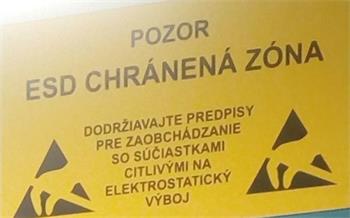 POZOR
ESD CHRÁNENÁ ZÓNA
DODRŽIAVAJTE PREDPISY
PRE ZAOBCHÁDZANIE
SO SÚČIASTKAMI
CITLIVÝMI NA
ELEKTROSTATICKÝ
VÝBOJ